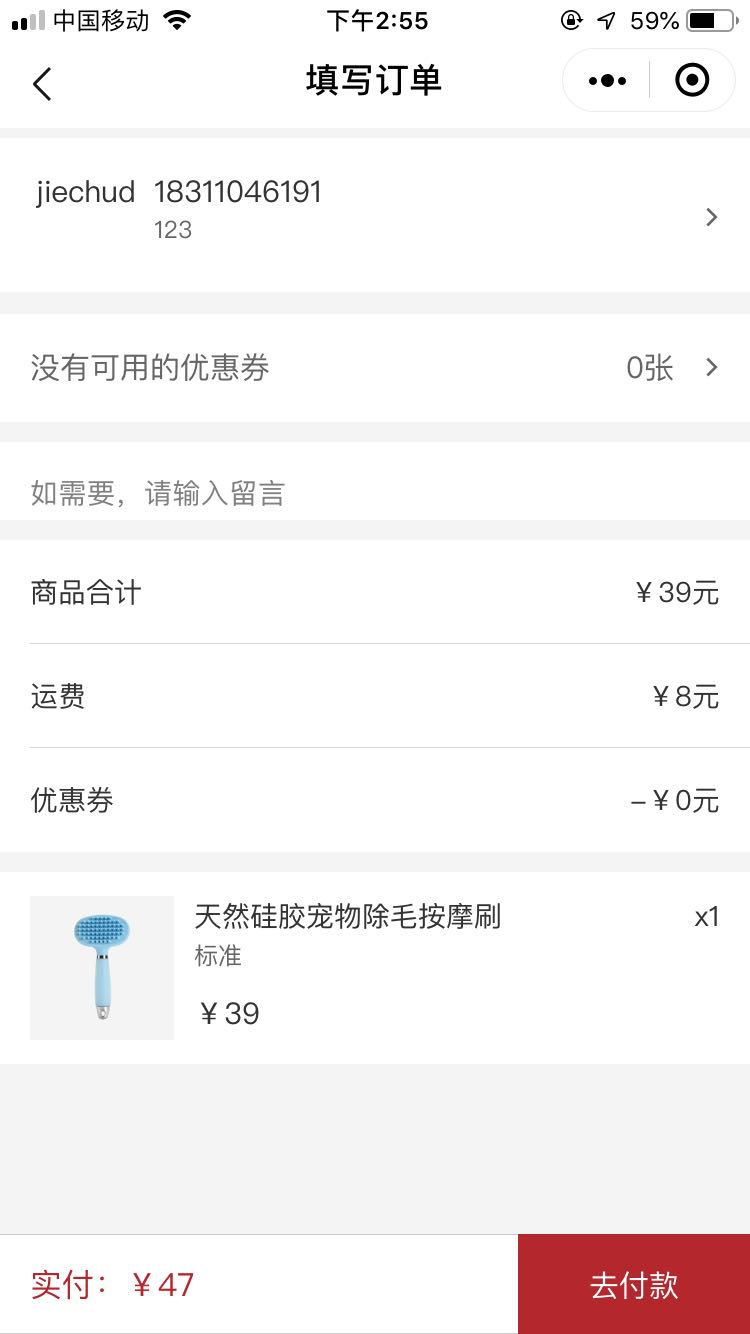 中国移动 下午2:55 59%
填写订单
jiechud 18311046191
123
没有可用的优惠券 0张
如需要，请输入留言
商品合计 ￥39元
运费 ￥8元
优惠券 –￥0元
天然硅胶宠物除毛按摩刷 x1
标准
￥39
实付：￥47 去付款